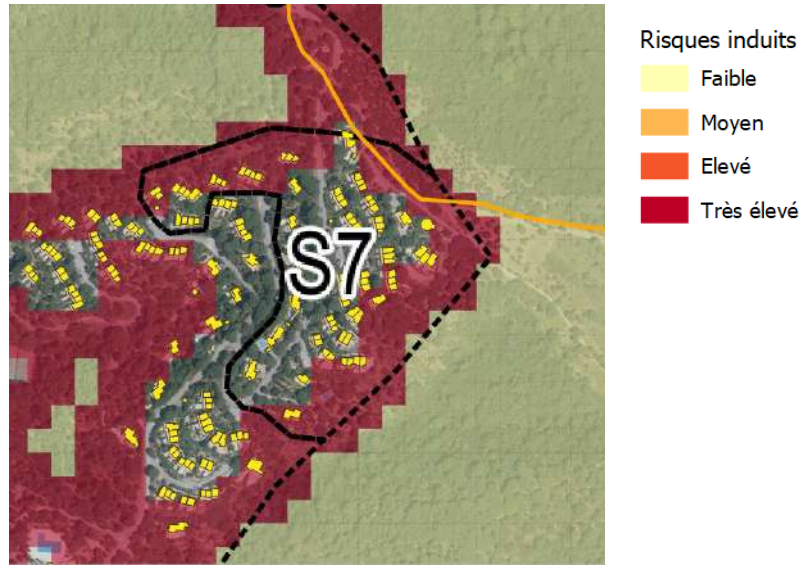 S7
Risques induits
Faible
Moyen
Elevé
Très élevé